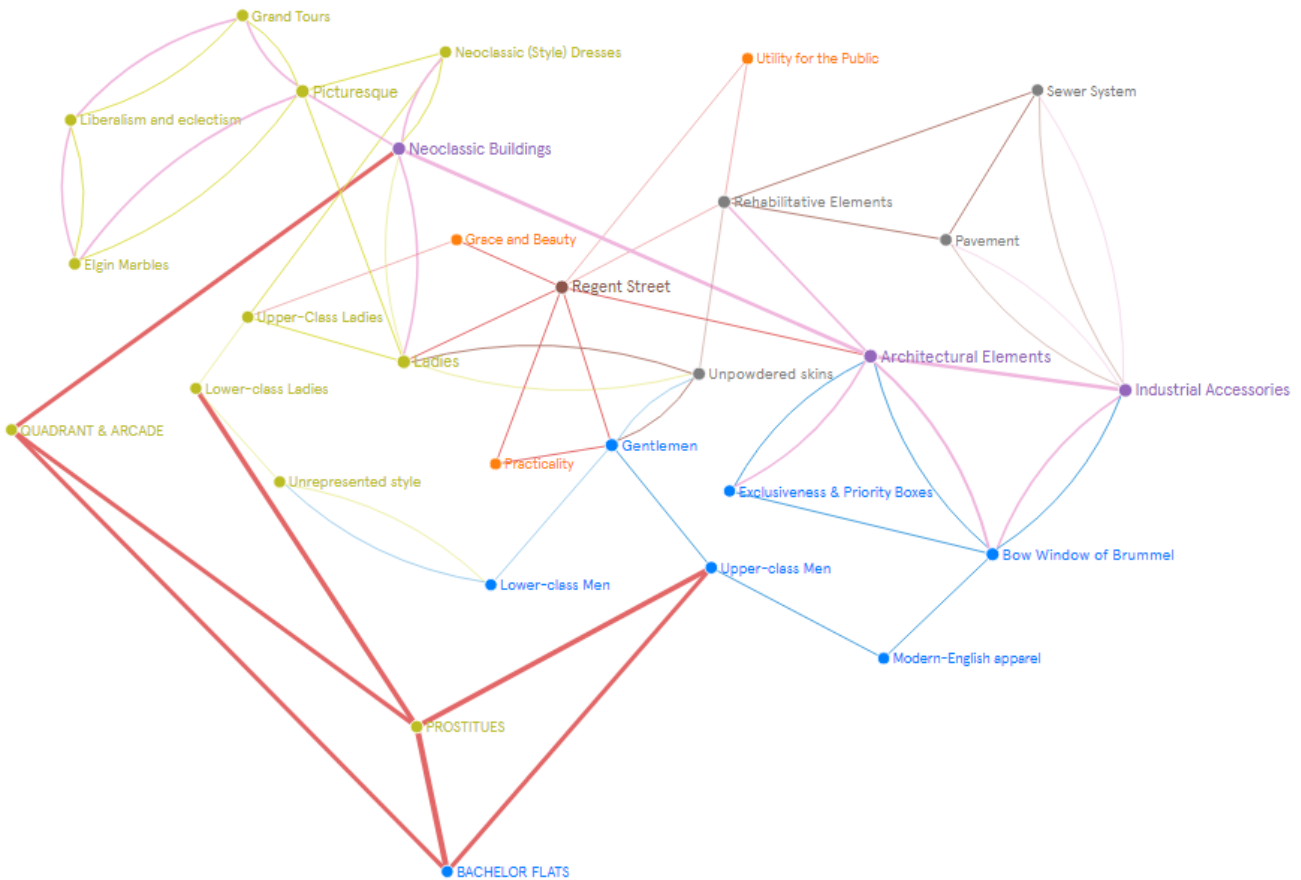 Grand Tours
Neoclassic (Style) Dresses
Utility for the Public
Picturesque
Sewer System
Liberalism and eclectism
Neoclassic Buildings
Rehabilitative Elements
Grace and Beauty
Pavement
Elgin Marbles
Regent Street
Upper-Class Ladies
Architectural Elements
Ladies
Unpowdered skins
Lower-class Ladies
Industrial Accessories
QUADRANT & ARCADE
Gentlemen
Practicality
Unrepresented style
Exclusiveness & Priority Boxes
Bow Window of Brummel
Upper-class Men
Lower-class Men
Modern-English apparel
PROSTITUES
BACHELOR FLATS